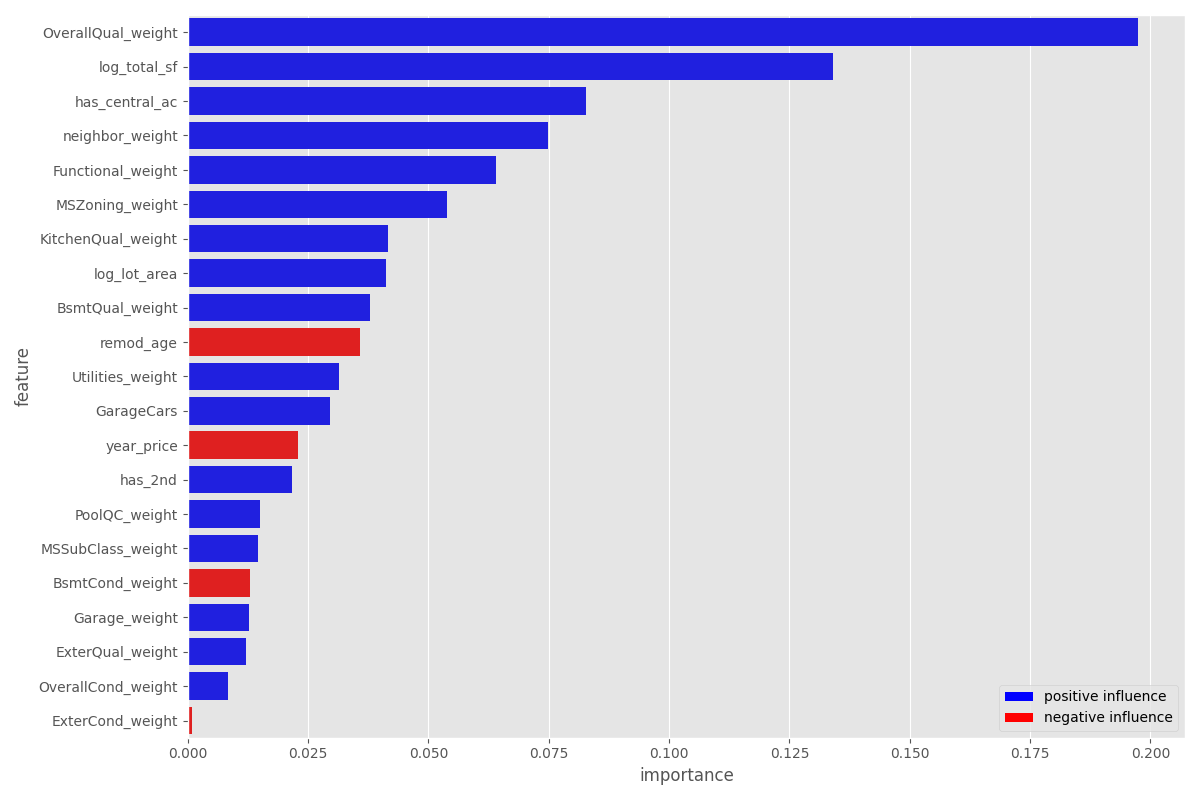 OverallQual_weight
log_total_sf
has_central_ac
neighbor_weight
Functional_weight
MSZoning_weight
KitchenQual_weight
log_lot_area
BsmtQual_weight
remod_age
Utilities_weight
GarageCars
year_price
has_2nd
PoolQC_weight
MSSubClass_weight
BsmtCond_weight
Garage_weight
ExterQual_weight
OverallCond_weight
ExterCond_weight
feature
positive influence
negative influence
0.000 0.025 0.050 0.075 0.100 0.125 0.150 0.175 0.200
importance